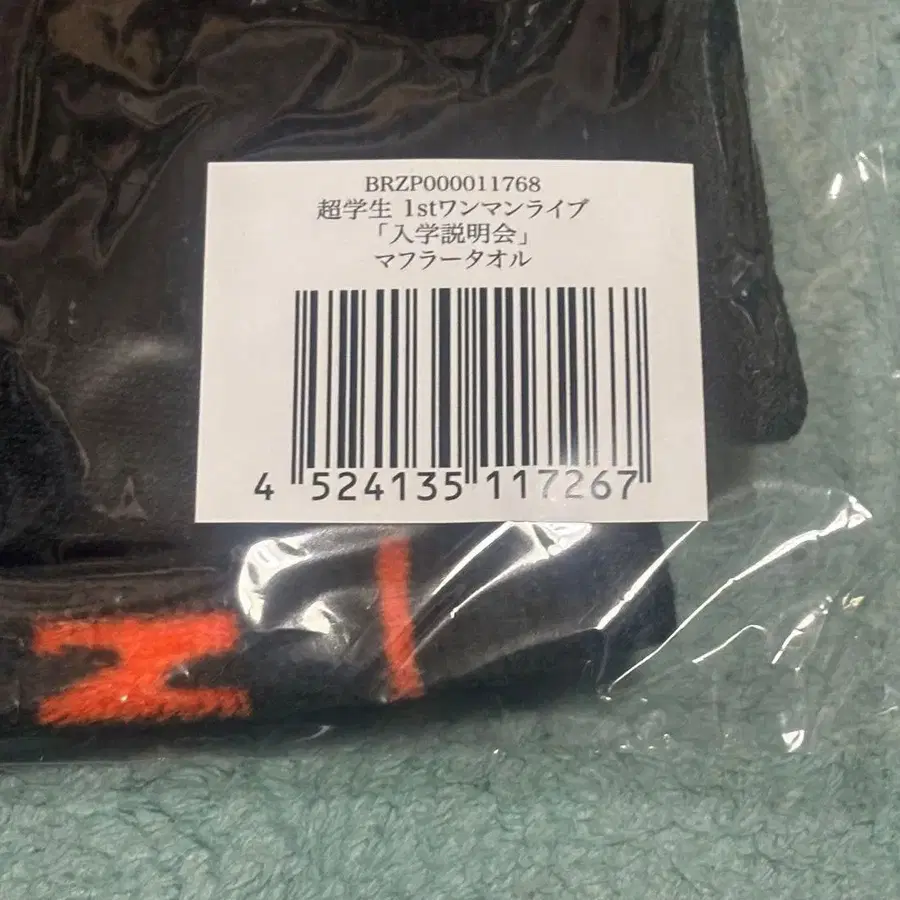 BRZP000011768
超学生 1stワンマンライブ
「入学説明会」
マフラータオル
4 524135 117267